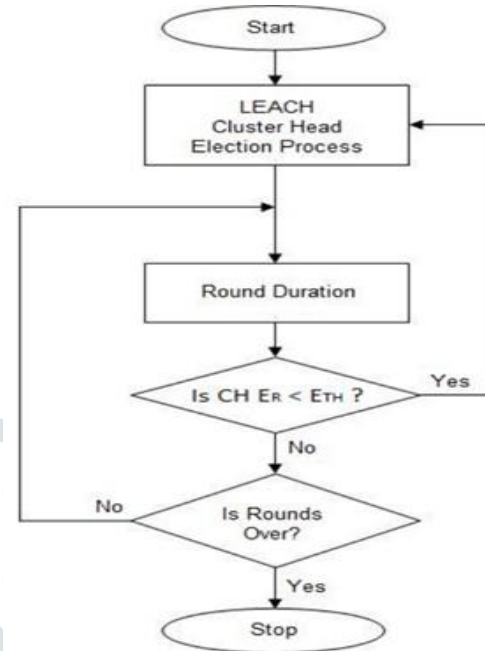 Start
LEACH
Cluster Head
Election Process
Round Duration
Is CH ER < ETH ?
Yes
No
No
Is Rounds
Over?
Yes
Stop